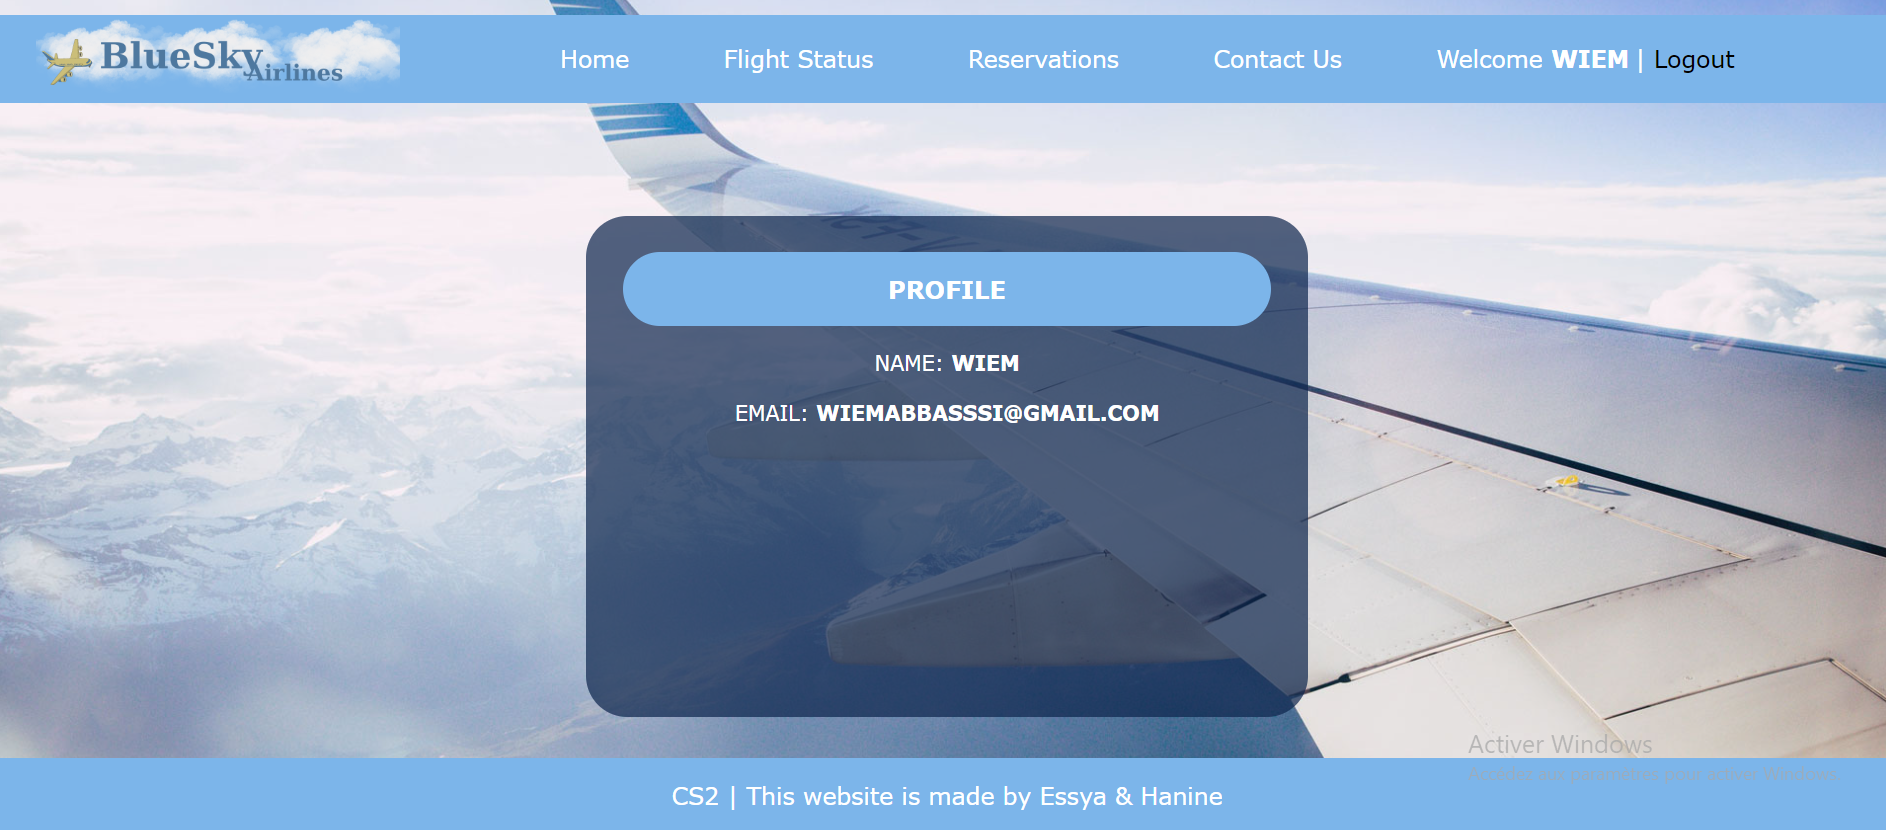 BlueSky
Airlines
Home
Flight Status
Reservations
Contact Us
Welcome WIEM | Logout
PROFILE
NAME: WIEM
EMAIL: WIEMABBASSSI@GMAIL.COM
Activer Windows
CS2 | This website is made by Essya & Hanine